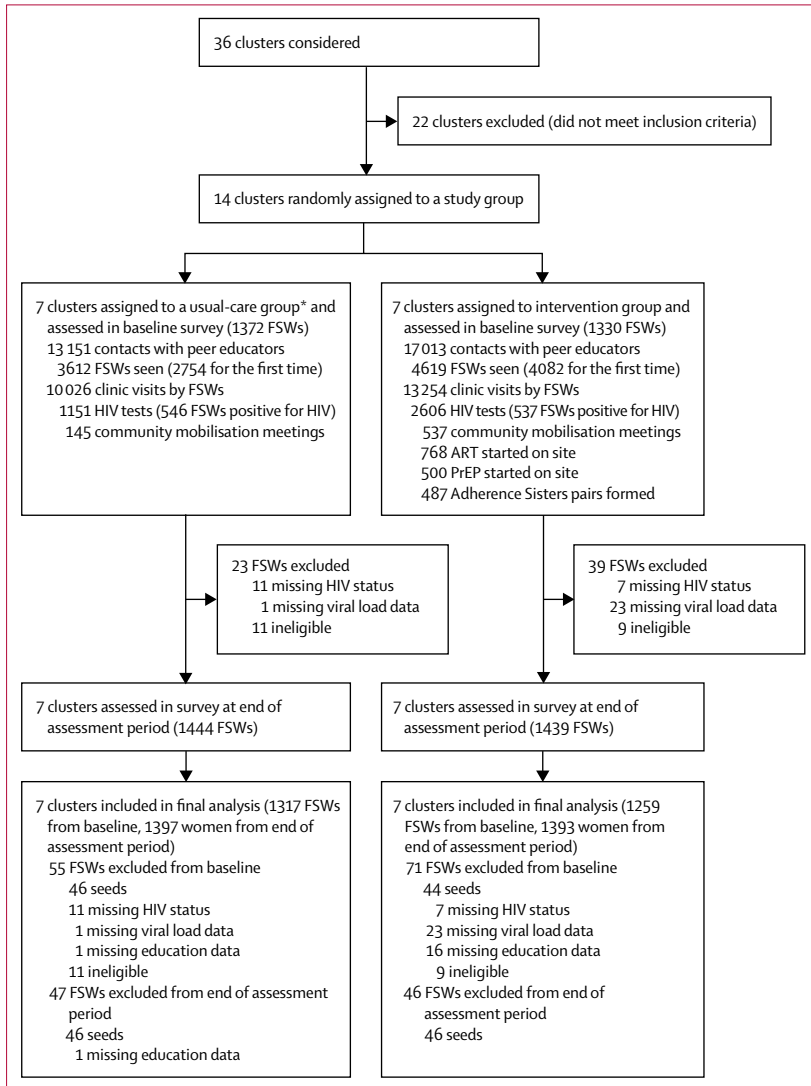 36 clusters considered
22 clusters excluded (did not meet inclusion criteria)
14 clusters randomly assigned to a study group
7 clusters assigned to a usual-care group* and
assessed in baseline survey (1372 FSWs)
13 151 contacts with peer educators
3612 FSWs seen (2754 for the first time)
10 026 clinic visits by FSWs
1151 HIV tests (546 FSWs positive for HIV)
145 community mobilisation meetings
7 clusters assigned to intervention group and
assessed in baseline survey (1330 FSWs)
17 013 contacts with peer educators
4619 FSWs seen (4082 for the first time)
13 254 clinic visits by FSWs
2606 HIV tests (537 FSWs positive for HIV)
537 community mobilisation meetings
768 ART started on site
500 PrEP started on site
487 Adherence Sisters pairs formed
23 FSWs excluded
11 missing HIV status
1 missing viral load data
11 ineligible
39 FSWs excluded
7 missing HIV status
23 missing viral load data
9 ineligible
7 clusters assessed in survey at end of
assessment period (1444 FSWs)
7 clusters assessed in survey at end of
assessment period (1439 FSWs)
7 clusters included in final analysis (1317 FSWs
from baseline, 1397 women from end of
assessment period)
55 FSWs excluded from baseline
46 seeds
11 missing HIV status
1 missing viral load data
1 missing education data
11 ineligible
47 FSWs excluded from end of assessment
period
46 seeds
1 missing education data
7 clusters included in final analysis (1259
FSWs from baseline, 1393 women from
end of assessment period)
71 FSWs excluded from baseline
44 seeds
7 missing HIV status
23 missing viral load data
16 missing education data
9 ineligible
46 FSWs excluded from end of
assessment period
46 seeds